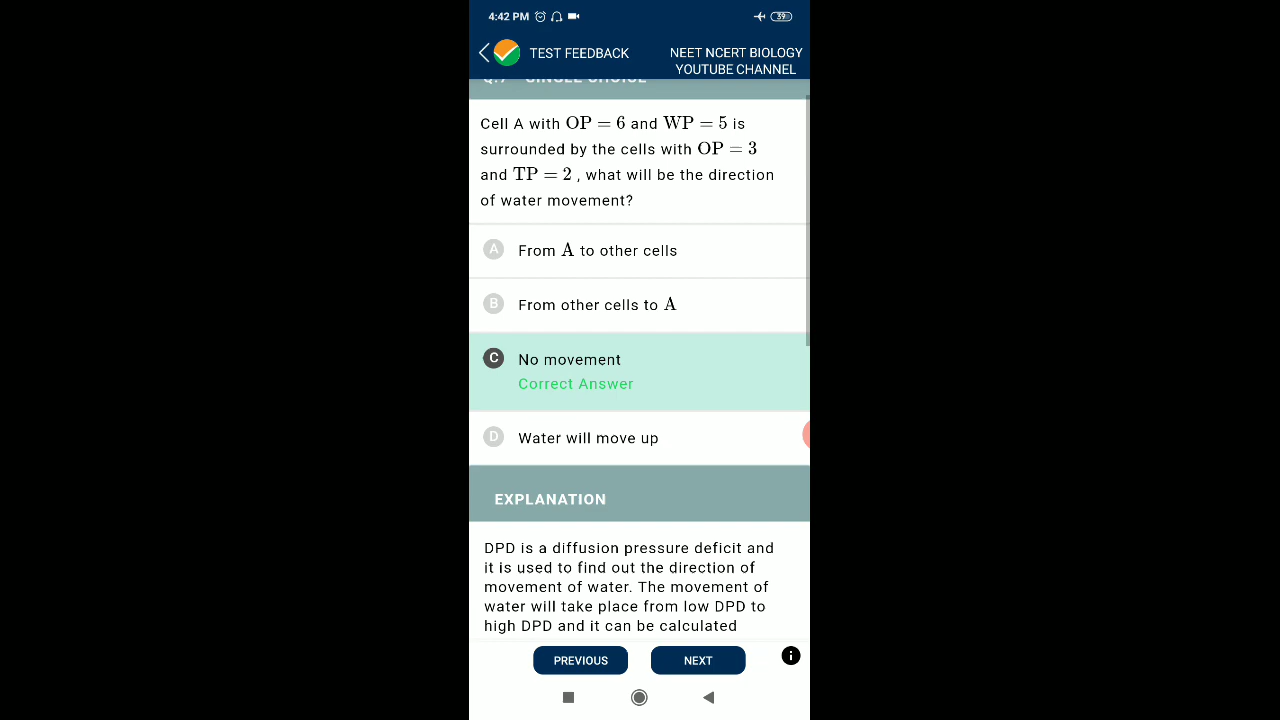 4:42 PM
39
TEST FEEDBACK
NEET NCERT BIOLOGY
YOUTUBE CHANNEL
Cell A with OP = 6 and WP = 5 is
surrounded by the cells with OP = 3
and TP = 2 , what will be the direction
of water movement?
A From A to other cells
B From other cells to A
C No movement
Correct Answer
D Water will move up
EXPLANATION
DPD is a diffusion pressure deficit and
it is used to find out the direction of
movement of water. The movement of
water will take place from low DPD to
high DPD and it can be calculated
PREVIOUS
NEXT